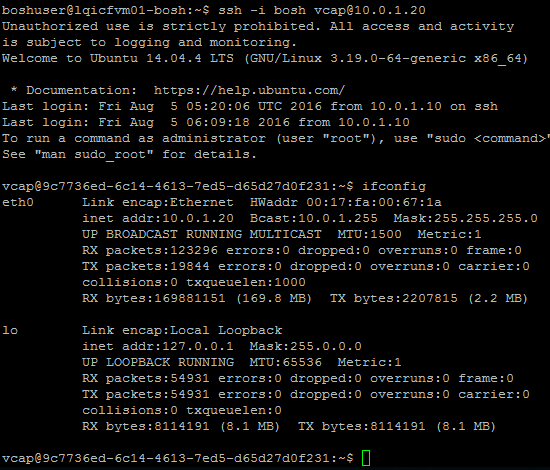 boshuser@lqicfvm01-bosh:~$ ssh -i bosh vcap@10.0.1.20
Unauthorized use is strictly prohibited. All access and activity
is subject to logging and monitoring.
Welcome to Ubuntu 14.04.4 LTS (GNU/Linux 3.19.0-64-generic x86_64)

 * Documentation:  https://help.ubuntu.com/
Last login: Fri Aug  5 05:20:06 UTC 2016 from 10.0.1.10 on ssh
Last login: Fri Aug  5 06:09:18 2016 from 10.0.1.10
To run a command as administrator (user "root"), use "sudo <command>"
See "man sudo_root" for details.

vcap@9c7736ed-6c14-4613-7ed5-d65d27d0f231:~$ ifconfig
eth0      Link encap:Ethernet  HWaddr 00:17:fa:00:67:1a
          inet addr:10.0.1.20  Bcast:10.0.1.255  Mask:255.255.255.0
          UP BROADCAST RUNNING MULTICAST  MTU:1500  Metric:1
          RX packets:123296 errors:0 dropped:0 overruns:0 frame:0
          TX packets:19844 errors:0 dropped:0 overruns:0 carrier:0
          collisions:0 txqueuelen:1000
          RX bytes:169881151 (169.8 MB)  TX bytes:2207815 (2.2 MB)

lo        Link encap:Local Loopback
          inet addr:127.0.0.1  Mask:255.0.0.0
          UP LOOPBACK RUNNING  MTU:65536  Metric:1
          RX packets:54931 errors:0 dropped:0 overruns:0 frame:0
          TX packets:54931 errors:0 dropped:0 overruns:0 carrier:0
          collisions:0 txqueuelen:0
          RX bytes:8114191 (8.1 MB)  TX bytes:8114191 (8.1 MB)

vcap@9c7736ed-6c14-4613-7ed5-d65d27d0f231:~$